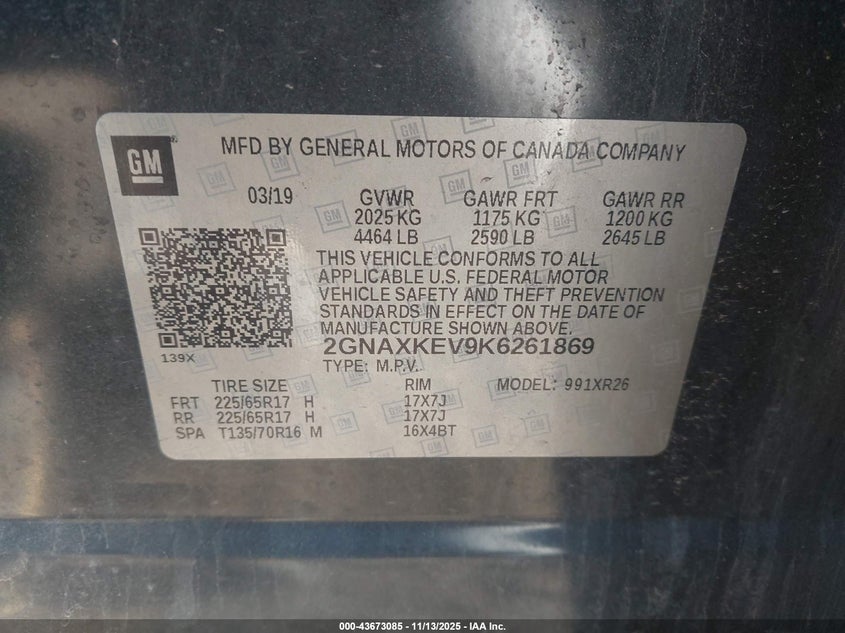 GM
MFD BY GENERAL MOTORS OF CANADA COMPANY
03/19 GVWR GAWR FRT GAWR RR
2025 KG 1175 KG 1200 KG
4464 LB 2590 LB 2645 LB
THIS VEHICLE CONFORMS TO ALL
APPLICABLE U.S. FEDERAL MOTOR
VEHICLE SAFETY AND THEFT PREVENTION
STANDARDS IN EFFECT ON THE DATE OF
MANUFACTURE SHOWN ABOVE.
2GNAXKEV9K6261869
139X
TYPE: M.P.V.
TIRE SIZE RIM MODEL: 991XR26
FRT 225/65R17 H 17X7J
RR 225/65R17 H 17X7J
SPA T135/70R16 M 16X4BT
000-43673085 - 11/13/2025 - IAA Inc.